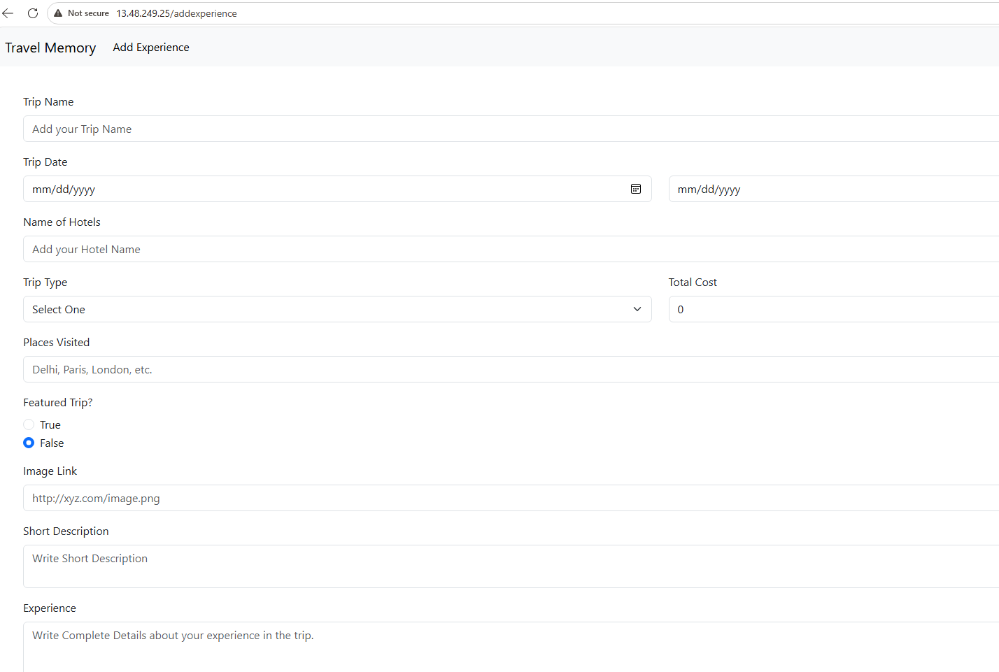 Not secure 13.48.249.25/addexperience
Travel Memory Add Experience
Trip Name
Add your Trip Name
Trip Date
mm/dd/yyyy mm/dd/yyyy
Name of Hotels
Add your Hotel Name
Trip Type Total Cost
Select One 0
Places Visited
Delhi, Paris, London, etc.
Featured Trip?
True
False
Image Link
http://xyz.com/image.png
Short Description
Write Short Description
Experience
Write Complete Details about your experience in the trip.